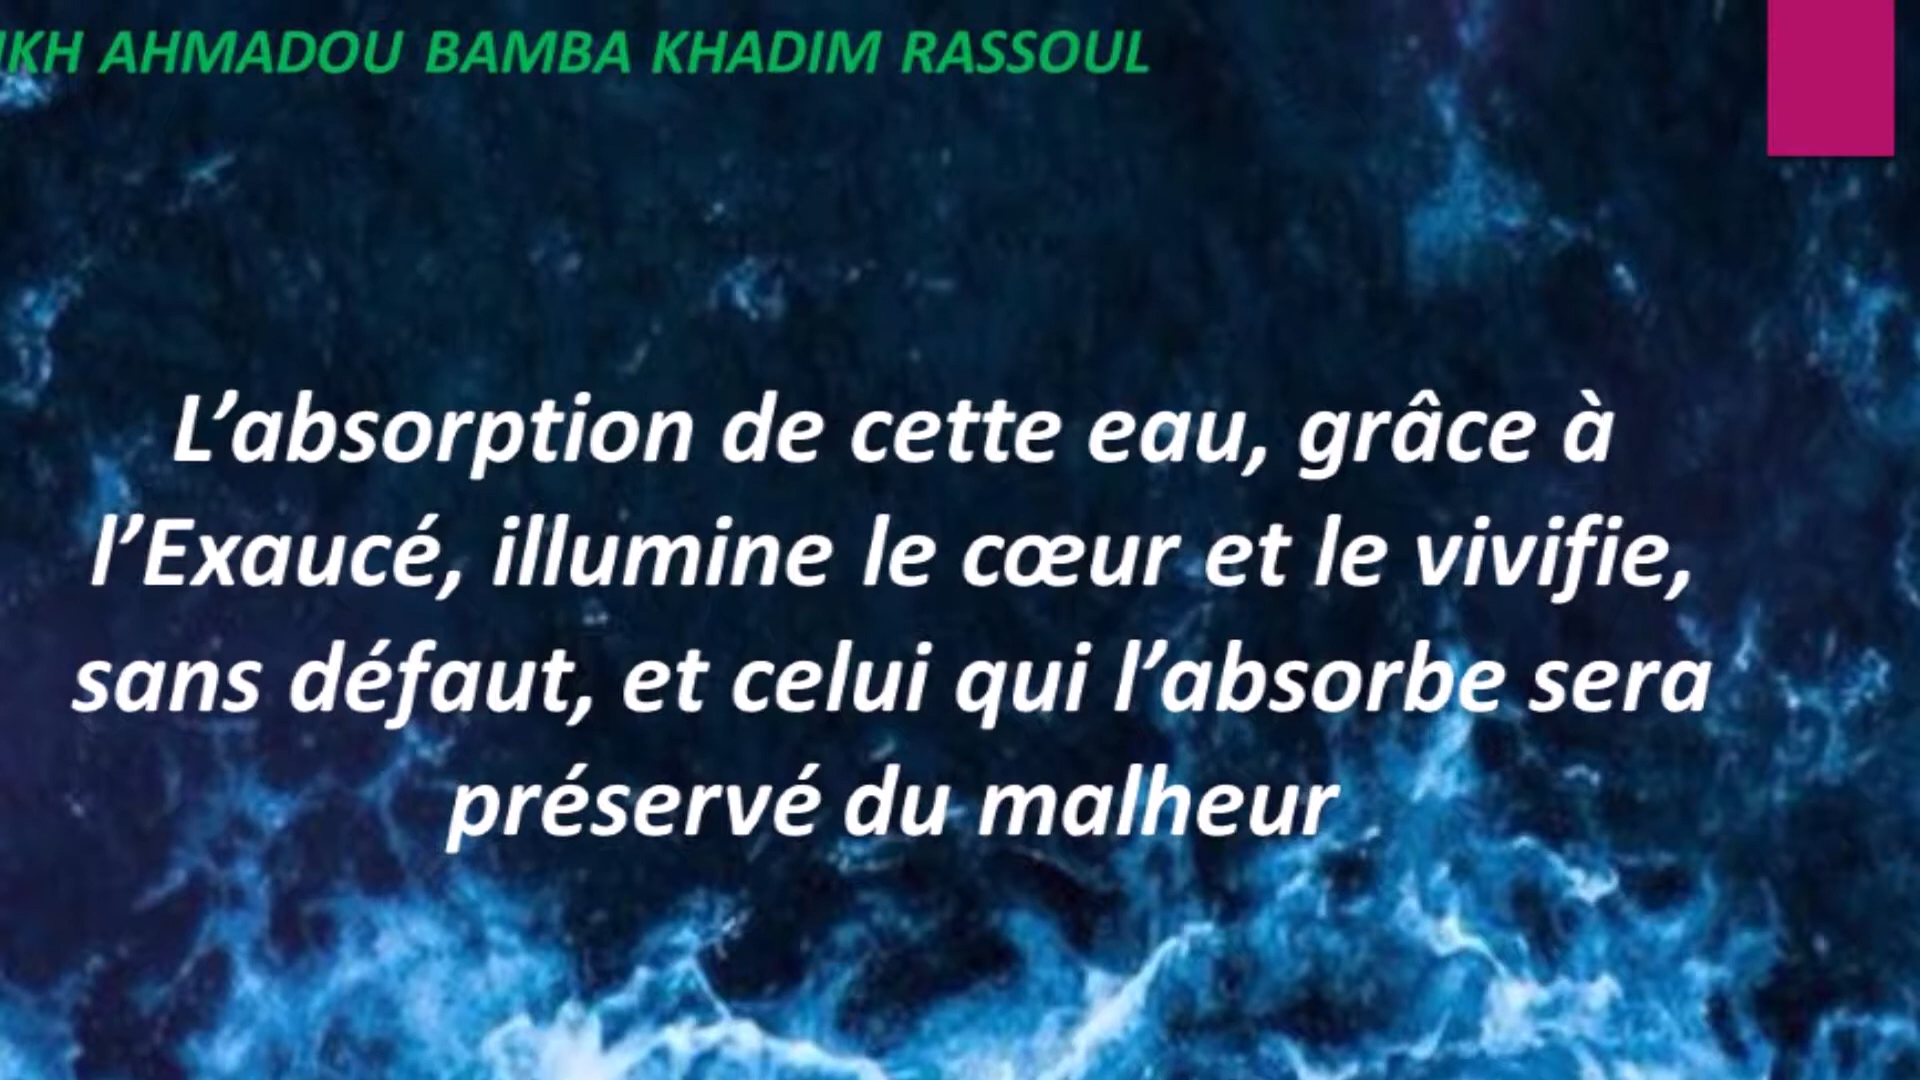 IKH AHMADOU BAMBA KHADIM RASSOUL
L’absorption de cette eau, grâce à
l’Exaucé, illumine le cœur et le vivifie,
sans défaut, et celui qui l’absorbe sera
préservé du malheur